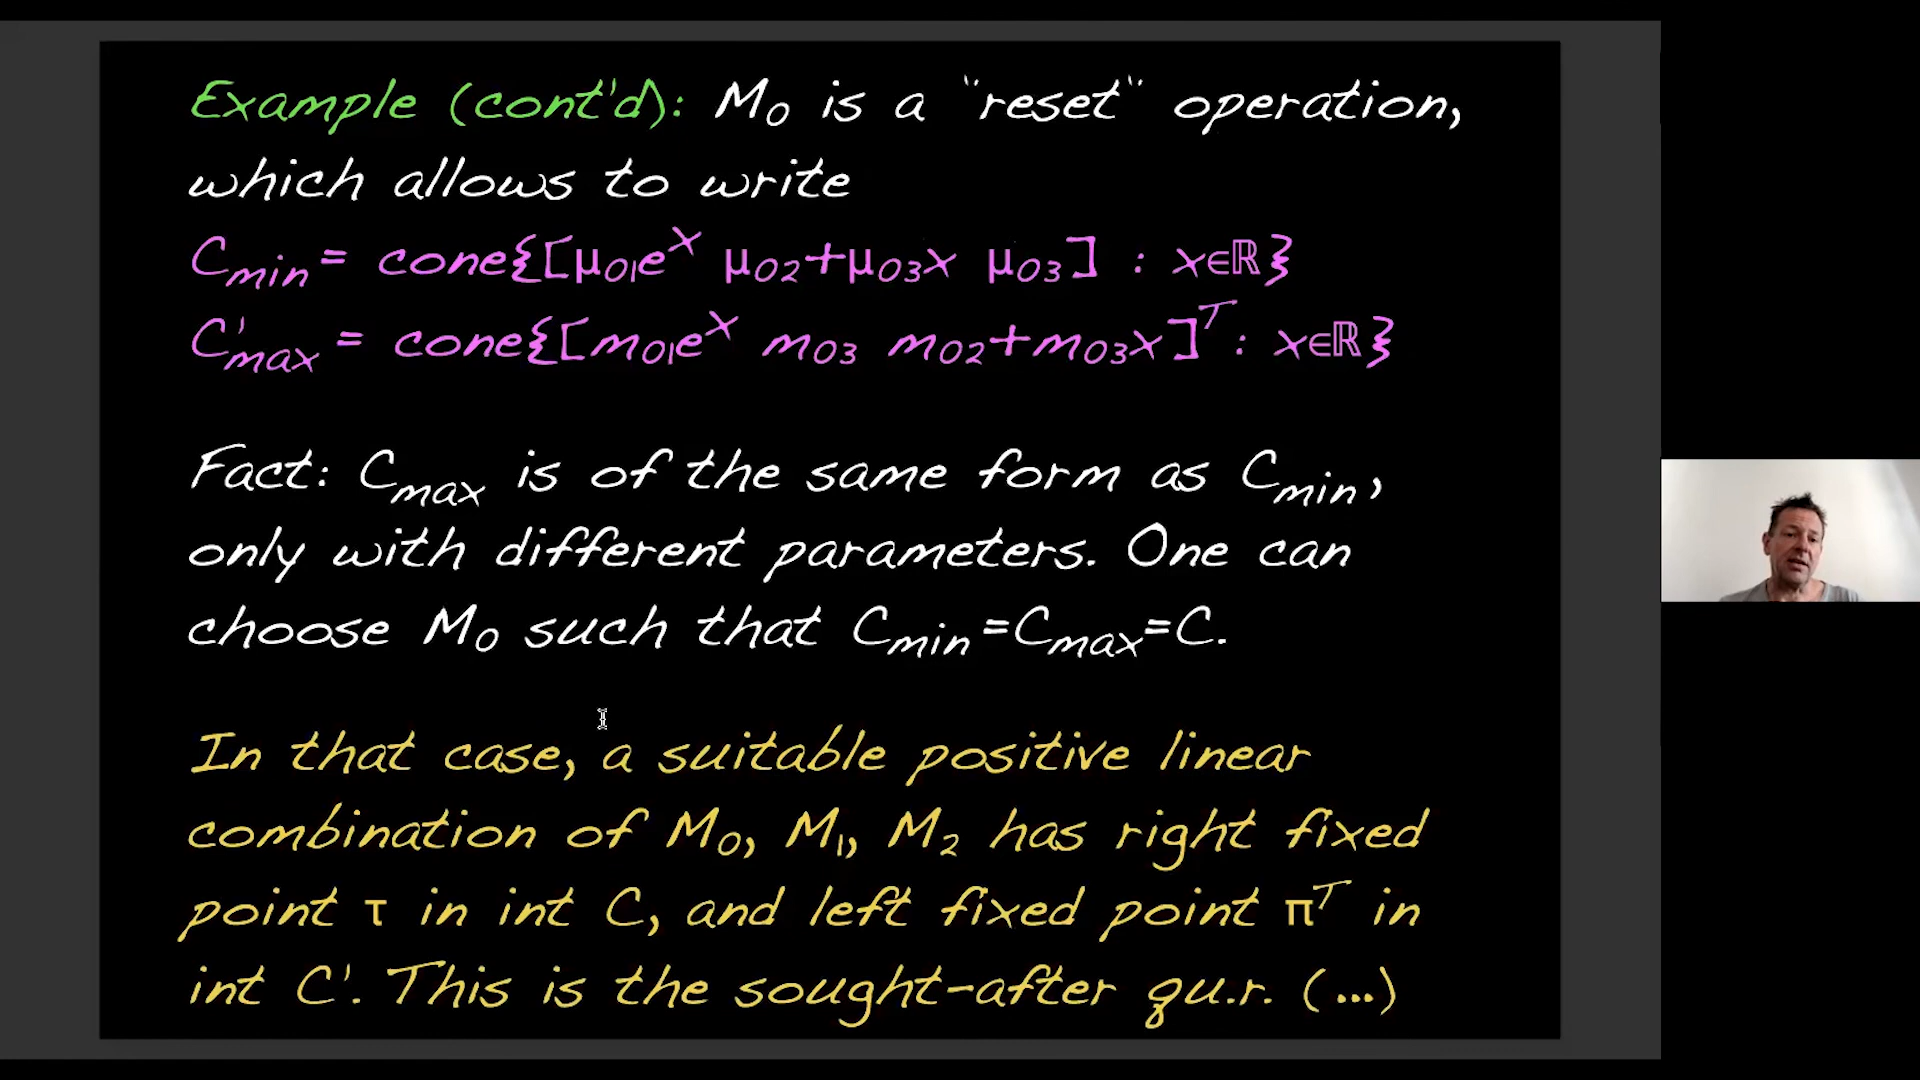 Example (cont'd): M₀ is a "reset" operation,
which allows to write
C_min = cone{[μ₀₁eˣ μ₀₂+μ₀₃x μ₀₃] : x∈ℝ}
C'_max = cone{[m₀₁eˣ m₀₃ m₀₂+m₀₃x]ᵀ : x∈ℝ}
Fact: C_max is of the same form as C_min,
only with different parameters. One can
choose M₀ such that C_min=C_max=C.
In that case, a suitable positive linear
combination of M₀, M₁, M₂ has right fixed
point τ in int C, and left fixed point πᵀ in
int C'. This is the sought-after qu.r. (...)